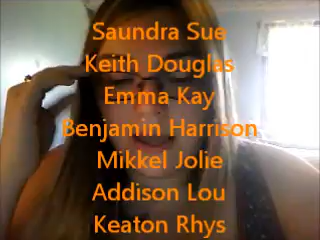 Saundra Sue
Keith Douglas
Emma Kay
Benjamin Harrison
Mikkel Jolie
Addison Lou
Keaton Rhys